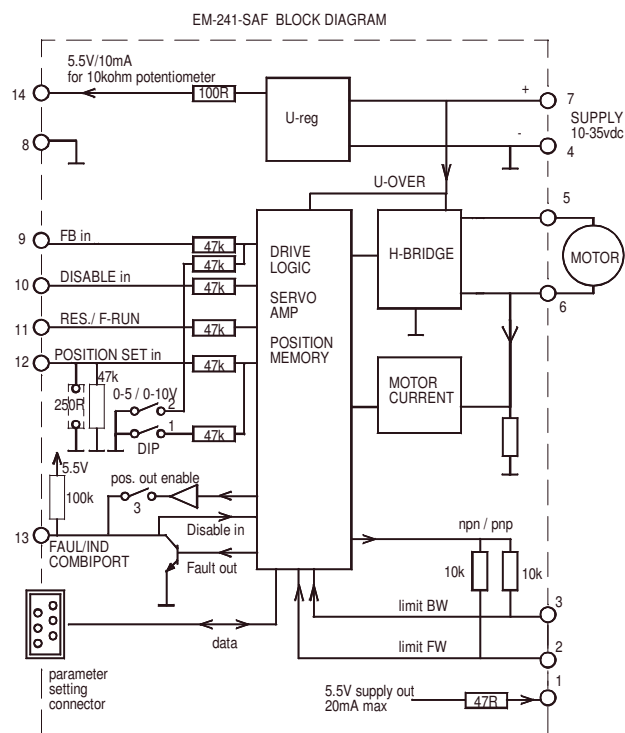 EM-241-SAF BLOCK DIAGRAM
5.5V/10mA
for 10kohm potentiometer
14
100R
U-reg
+
7
SUPPLY
10-35vdc
-
4
8
U-OVER
5
9
FB in
47k
47k
DRIVE
LOGIC
SERVO
AMP
POSITION
MEMORY
H-BRIDGE
MOTOR
10
DISABLE in
47k
6
11
RES./ F-RUN
47k
12
POSITION SET in
47k
47k
250R
0-5 / 0-10V
2
1
47k
DIP
MOTOR
CURRENT
5.5V
100k
pos. out enable
3
13
FAUL/IND
COMBIPORT
Disable in
Fault out
npn / pnp
10k
10k
limit BW
3
limit FW
2
data
parameter
setting
connector
5.5V supply out
20mA max
47R
1